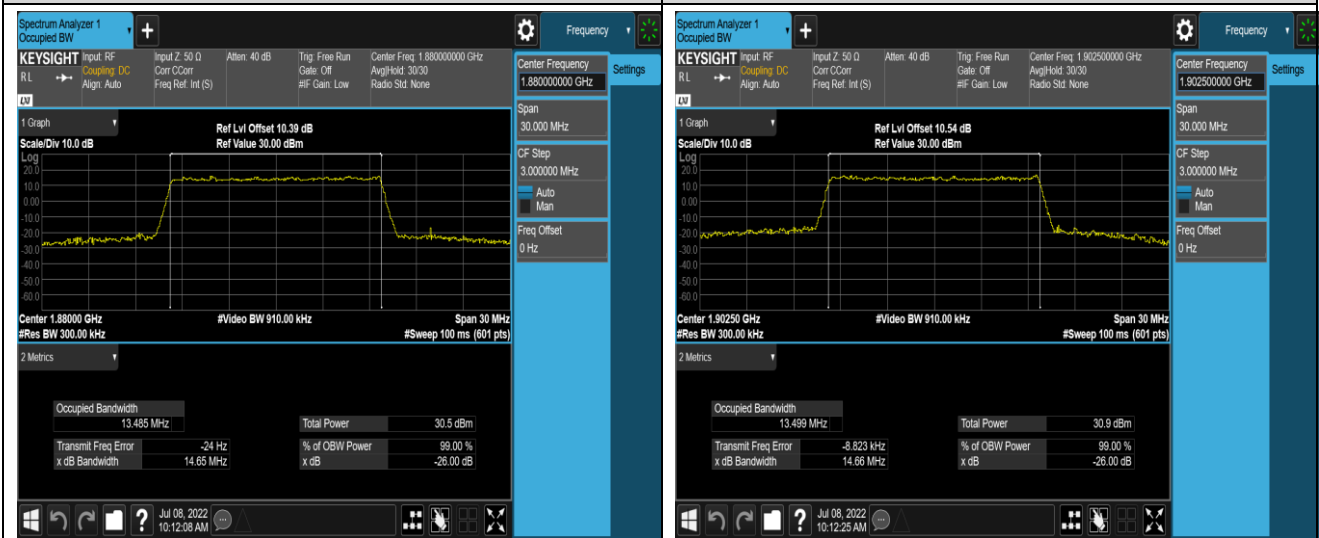 Spectrum Analyzer 1
Occupied BW
+
Frequency
KEYSIGHT Input: RF Input Z: 50 Ω Atten: 40 dB Trig: Free Run Center Freq: 1.880000000 GHz
RL Coupling: DC Corr CCorr Gate: Off Avg|Hold: 30/30
Align: Auto Freq Ref: Int (S) #IF Gain: Low Radio Std: None
LXI
Center Frequency
1.880000000 GHz
Settings
Span
30.000 MHz
CF Step
3.000000 MHz
Auto
Man
Freq Offset
0 Hz
1 Graph
Ref Lvl Offset 10.39 dB
Scale/Div 10.0 dB Ref Value 30.00 dBm
Log
20.0
10.0
0.00
-10.0
-20.0
-30.0
-40.0
-50.0
-60.0
Center 1.88000 GHz #Video BW 910.00 kHz Span 30 MHz
#Res BW 300.00 kHz #Sweep 100 ms (601 pts)
2 Metrics
Occupied Bandwidth
13.485 MHz Total Power 30.5 dBm
Transmit Freq Error -24 Hz % of OBW Power 99.00 %
x dB Bandwidth 14.65 MHz x dB -26.00 dB
? Jul 08, 2022
10:12:08 AM
Spectrum Analyzer 1
Occupied BW
+
Frequency
KEYSIGHT Input: RF Input Z: 50 Ω Atten: 40 dB Trig: Free Run Center Freq: 1.902500000 GHz
RL Coupling: DC Corr CCorr Gate: Off Avg|Hold: 30/30
Align: Auto Freq Ref: Int (S) #IF Gain: Low Radio Std: None
LXI
Center Frequency
1.902500000 GHz
Settings
Span
30.000 MHz
CF Step
3.000000 MHz
Auto
Man
Freq Offset
0 Hz
1 Graph
Ref Lvl Offset 10.54 dB
Scale/Div 10.0 dB Ref Value 30.00 dBm
Log
20.0
10.0
0.00
-10.0
-20.0
-30.0
-40.0
-50.0
-60.0
Center 1.90250 GHz #Video BW 910.00 kHz Span 30 MHz
#Res BW 300.00 kHz #Sweep 100 ms (601 pts)
2 Metrics
Occupied Bandwidth
13.499 MHz Total Power 30.9 dBm
Transmit Freq Error -8.823 kHz % of OBW Power 99.00 %
x dB Bandwidth 14.66 MHz x dB -26.00 dB
? Jul 08, 2022
10:12:25 AM